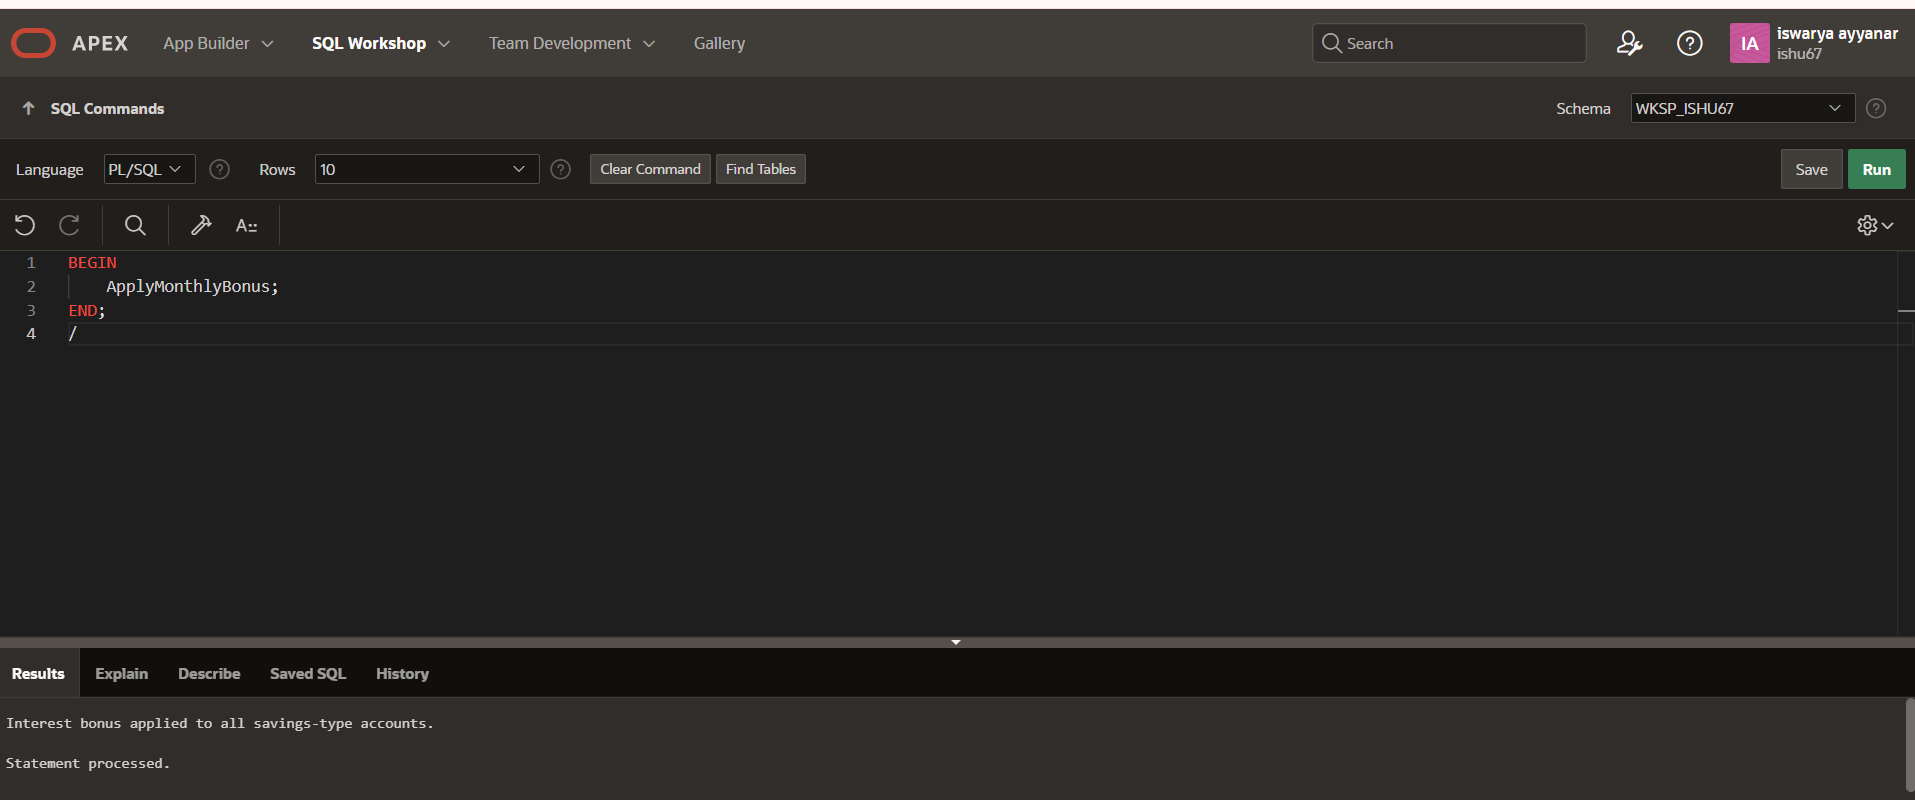 APEX App Builder SQL Workshop Team Development Gallery Search IA iswarya ayyanar
ishu67
SQL Commands Schema WKSP_ISHU67
Language PL/SQL Rows 10 Clear Command Find Tables Save Run
A
1 BEGIN
2 ApplyMonthlyBonus;
3 END;
4 /
Results Explain Describe Saved SQL History
Interest bonus applied to all savings-type accounts.
Statement processed.